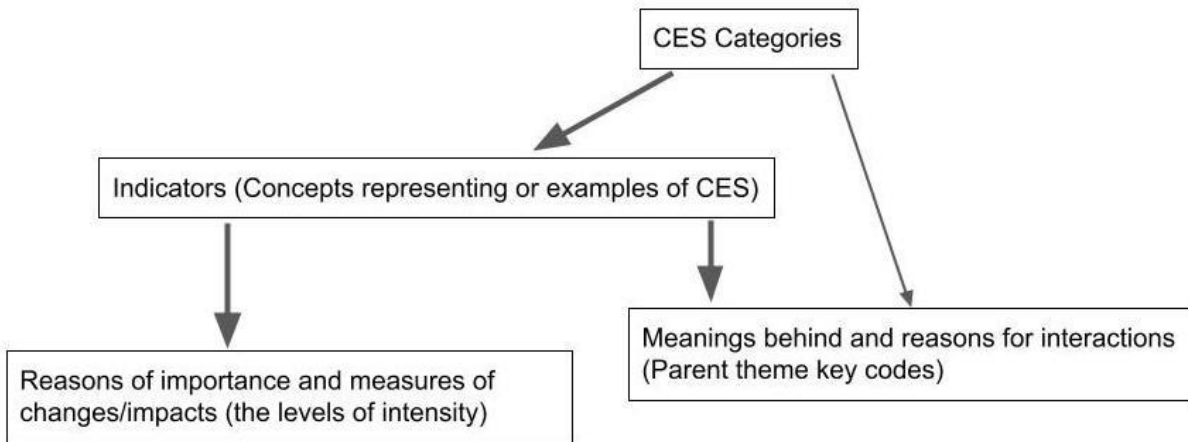 CES Categories
Indicators (Concepts representing or examples of CES)
Meanings behind and reasons for interactions
(Parent theme key codes)
Reasons of importance and measures of
changes/impacts (the levels of intensity)